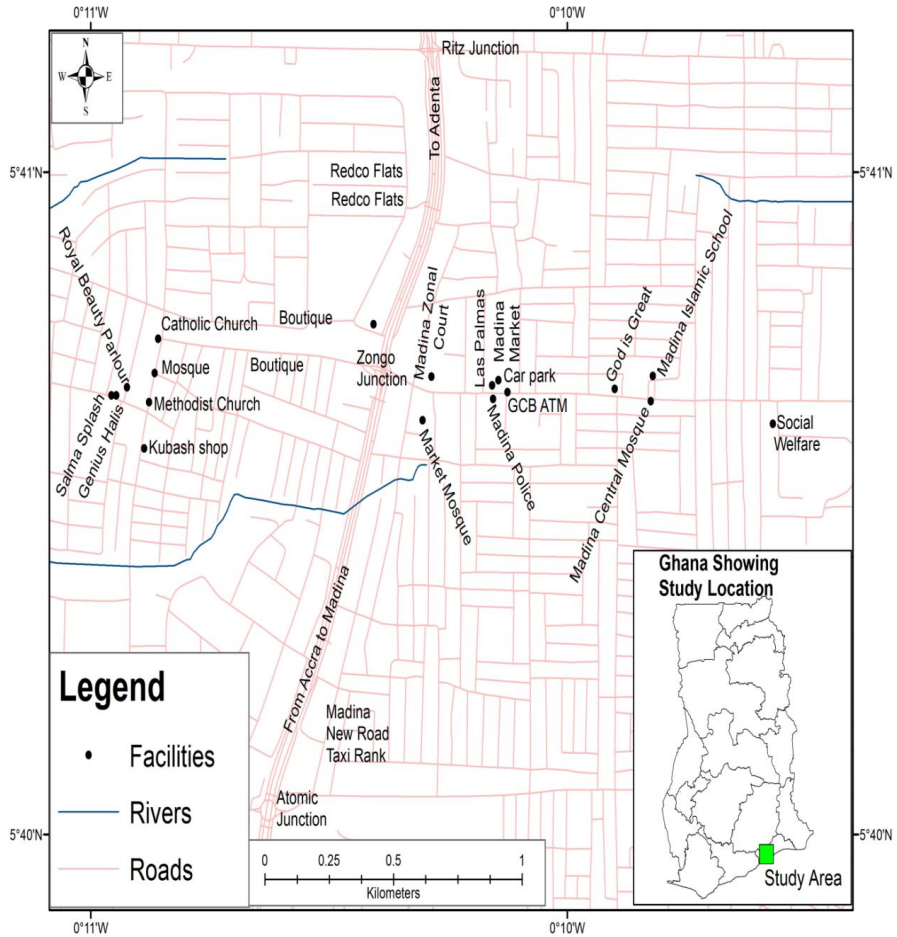 0°11'W
0°10'W
N
W
E
S
Ritz Junction
To Adenta
5°41'N
5°41'N
Redco Flats
Redco Flats
Royal Beauty Parlour
Catholic Church
Boutique
Mosque
Boutique
Methodist Church
Salma Splash
Genius Halis
Kubash shop
Zongo
Junction
Madina Zonal
Court
Las Palmas
Madina
Market
Car park
GCB ATM
Madina Police
Market Mosque
God is Great
Madina Islamic School
Madina Central Mosque
Social
Welfare
From Accra to Madina
Madina
New Road
Taxi Rank
Atomic
Junction
Legend
Facilities
Rivers
Roads
0
0.25
0.5
1
Kilometers
Ghana Showing
Study Location
Study Area
5°40'N
5°40'N
0°11'W
0°10'W